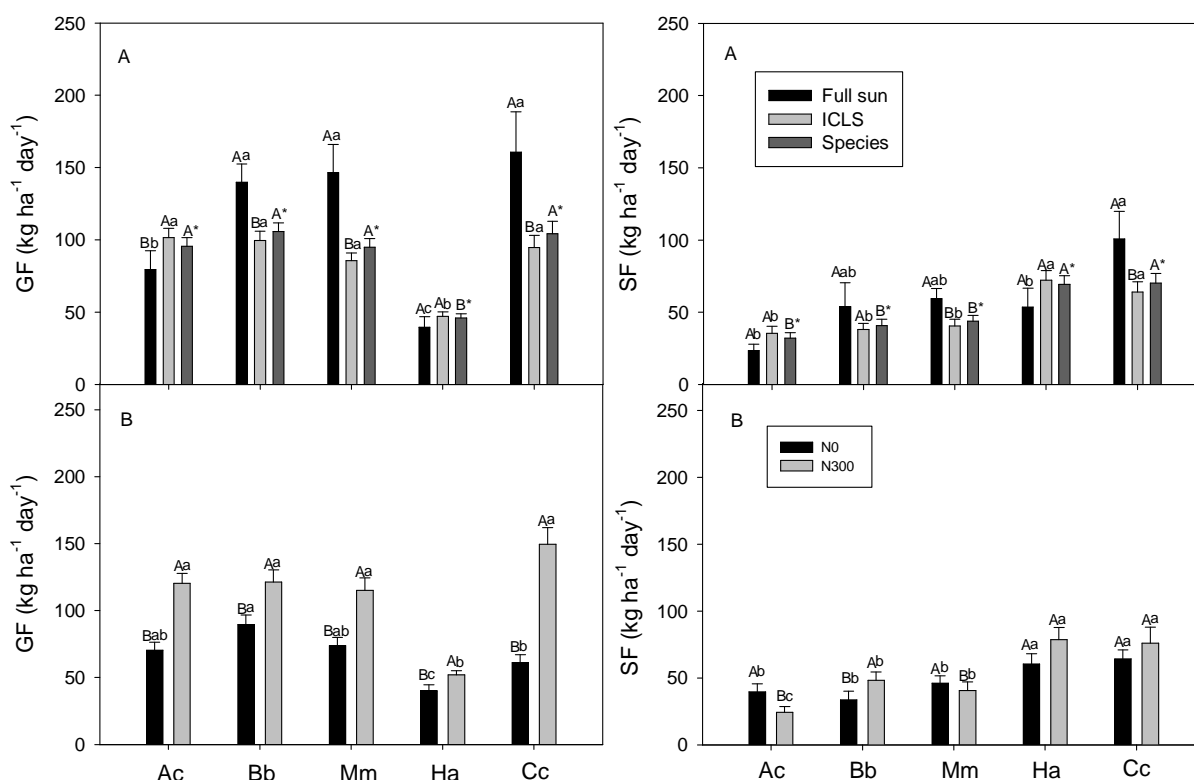 250
200
150
100
50
0
GF (kg ha⁻¹ day⁻¹)
A
Bb Aa A*
Aa Ba A*
Aa Ba A*
Ac Ab B*
Aa Ba A*
250
200
150
100
50
0
SF (kg ha⁻¹ day⁻¹)
A
Full sun
ICLS
Species
Ab Ab B*
Aab Ab B*
Aab Bb B*
Ab Aa A*
Aa Ba A*
250
200
150
100
50
0
GF (kg ha⁻¹ day⁻¹)
B
Bab Aa
Ba Aa
Bab Aa
Bc Ab
Bb Aa
Ac Bb Mm Ha Cc
250
200
150
100
50
0
SF (kg ha⁻¹ day⁻¹)
B
N0
N300
Ab Bc
Bb Ab
Ab Bb
Aa Aa
Aa Aa
Ac Bb Mm Ha Cc